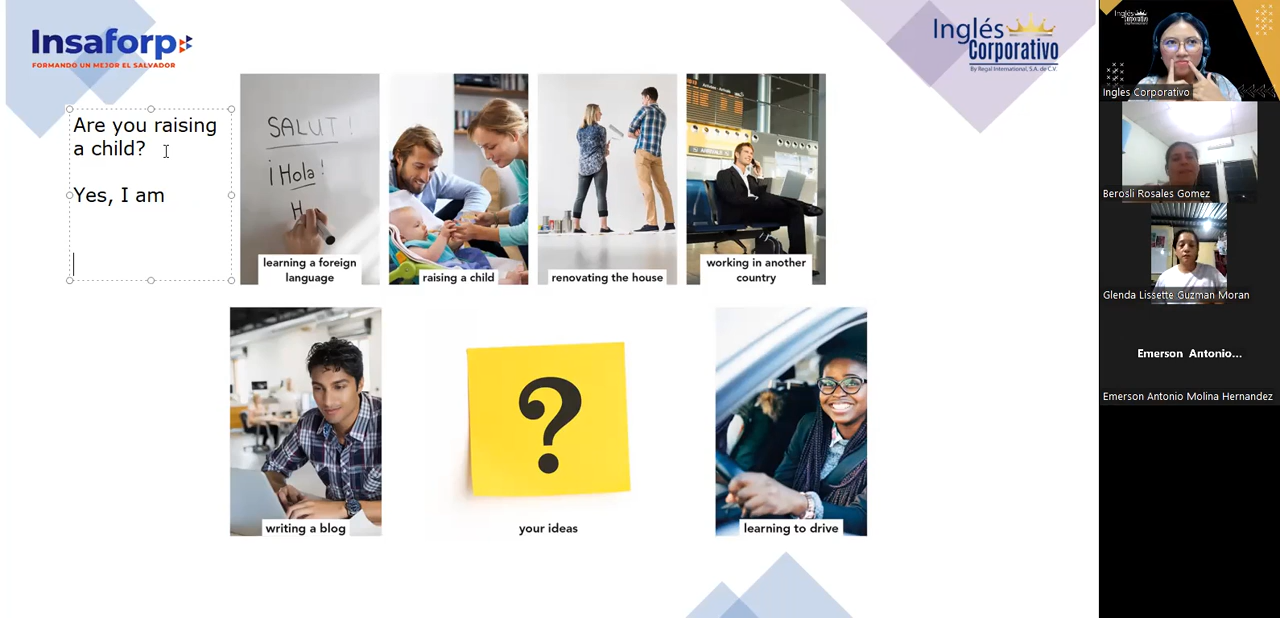 Insaforp
FORMANDO UN MEJOR EL SALVADOR
Inglés
Corporativo
By Regal International, S.A. de C.V.
Are you raising
a child?
Yes, I am
SALUT!
¡Hola!
H
learning a foreign
language
raising a child
renovating the house
working in another
country
writing a blog
?
your ideas
learning to drive
Inglés
Corporativo
Ingles Corporativo
Berosli Rosales Gomez
Glenda Lissette Guzman Moran
Emerson Antonio...
Emerson Antonio Molina Hernandez